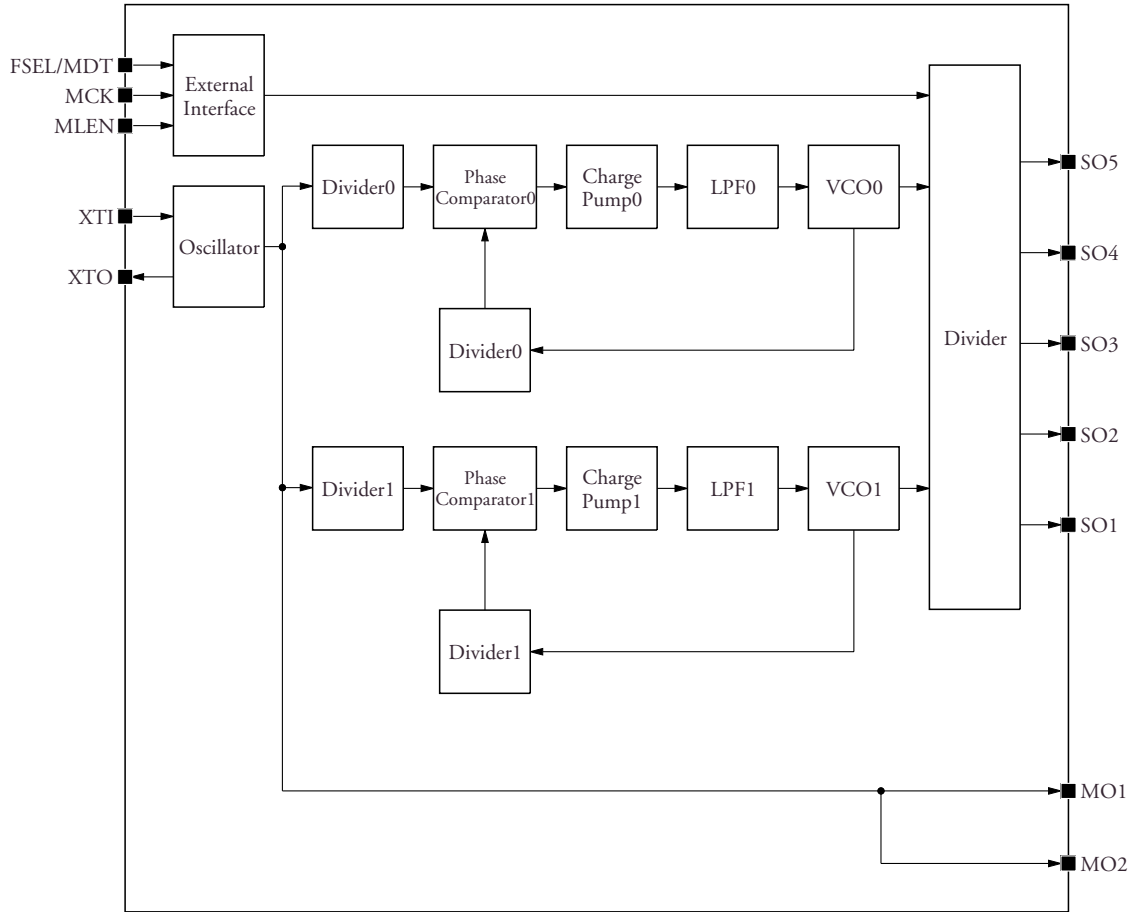 FSEL/MDT
MCK
MLEN
External
Interface
XTI
XTO
Oscillator
Divider0
Phase
Comparator0
Charge
Pump0
LPF0
VCO0
Divider0
Divider1
Phase
Comparator1
Charge
Pump1
LPF1
VCO1
Divider1
Divider
SO5
SO4
SO3
SO2
SO1
MO1
MO2